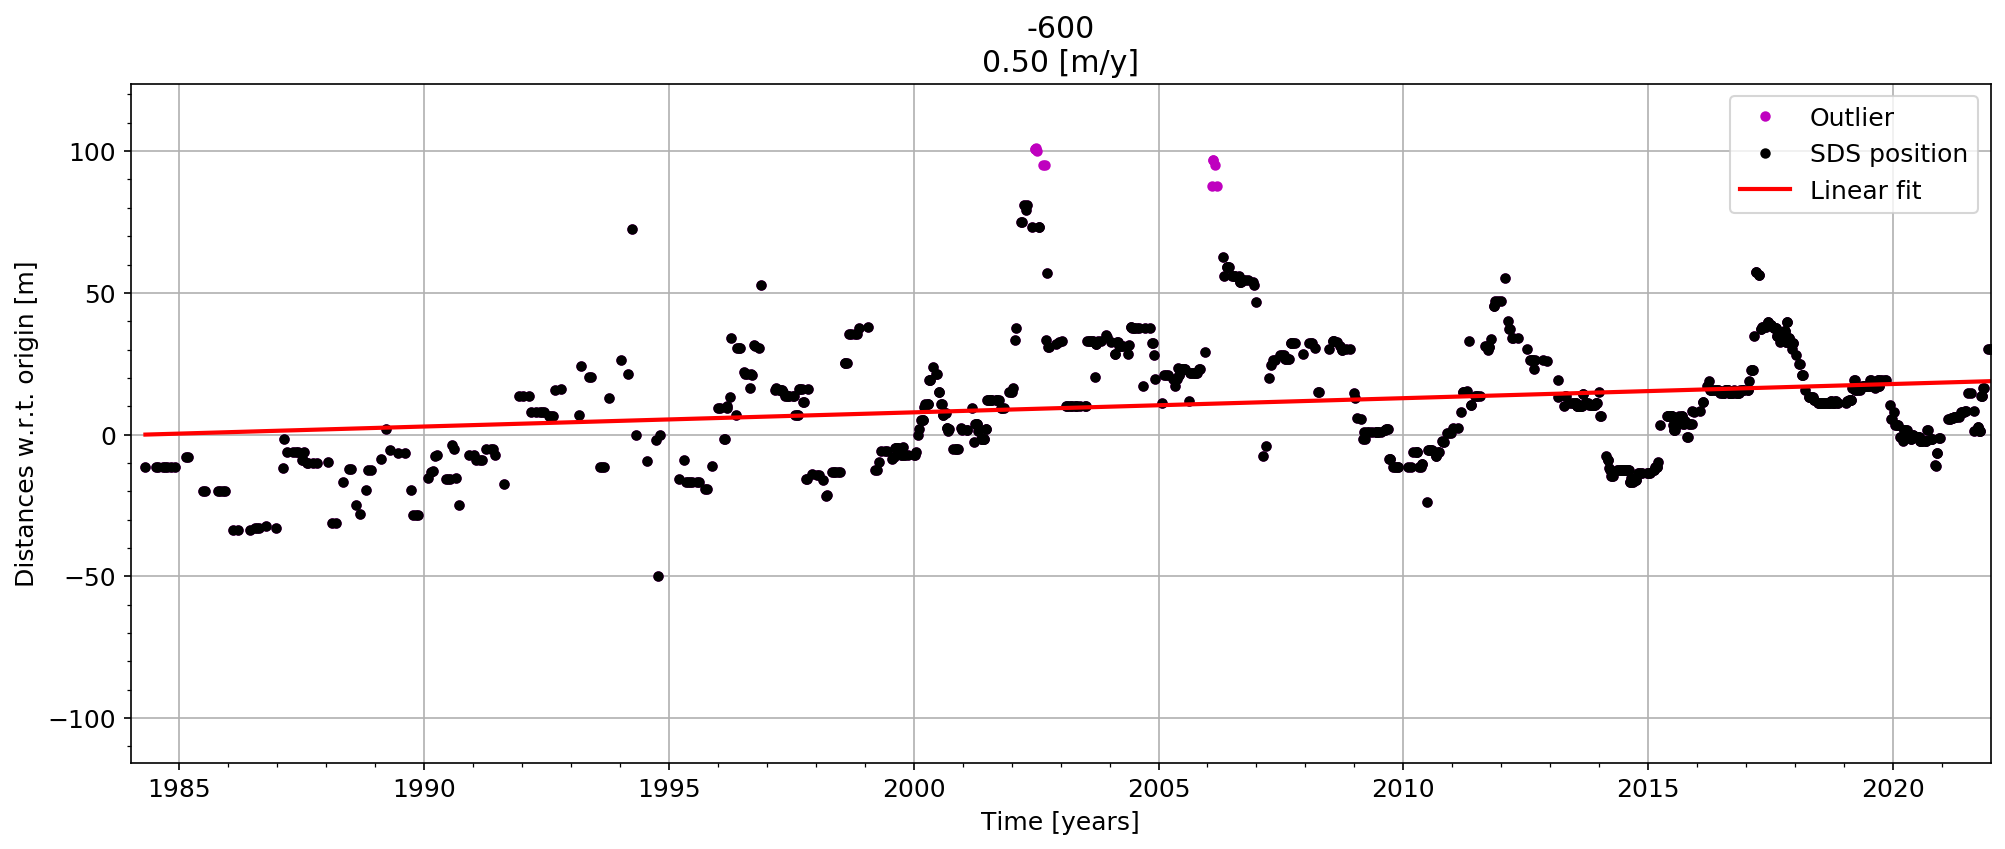 -600
0.50 [m/y]
Outlier
SDS position
Linear fit
Distances w.r.t. origin [m]
100
50
0
−50
−100
1985 1990 1995 2000 2005 2010 2015 2020
Time [years]